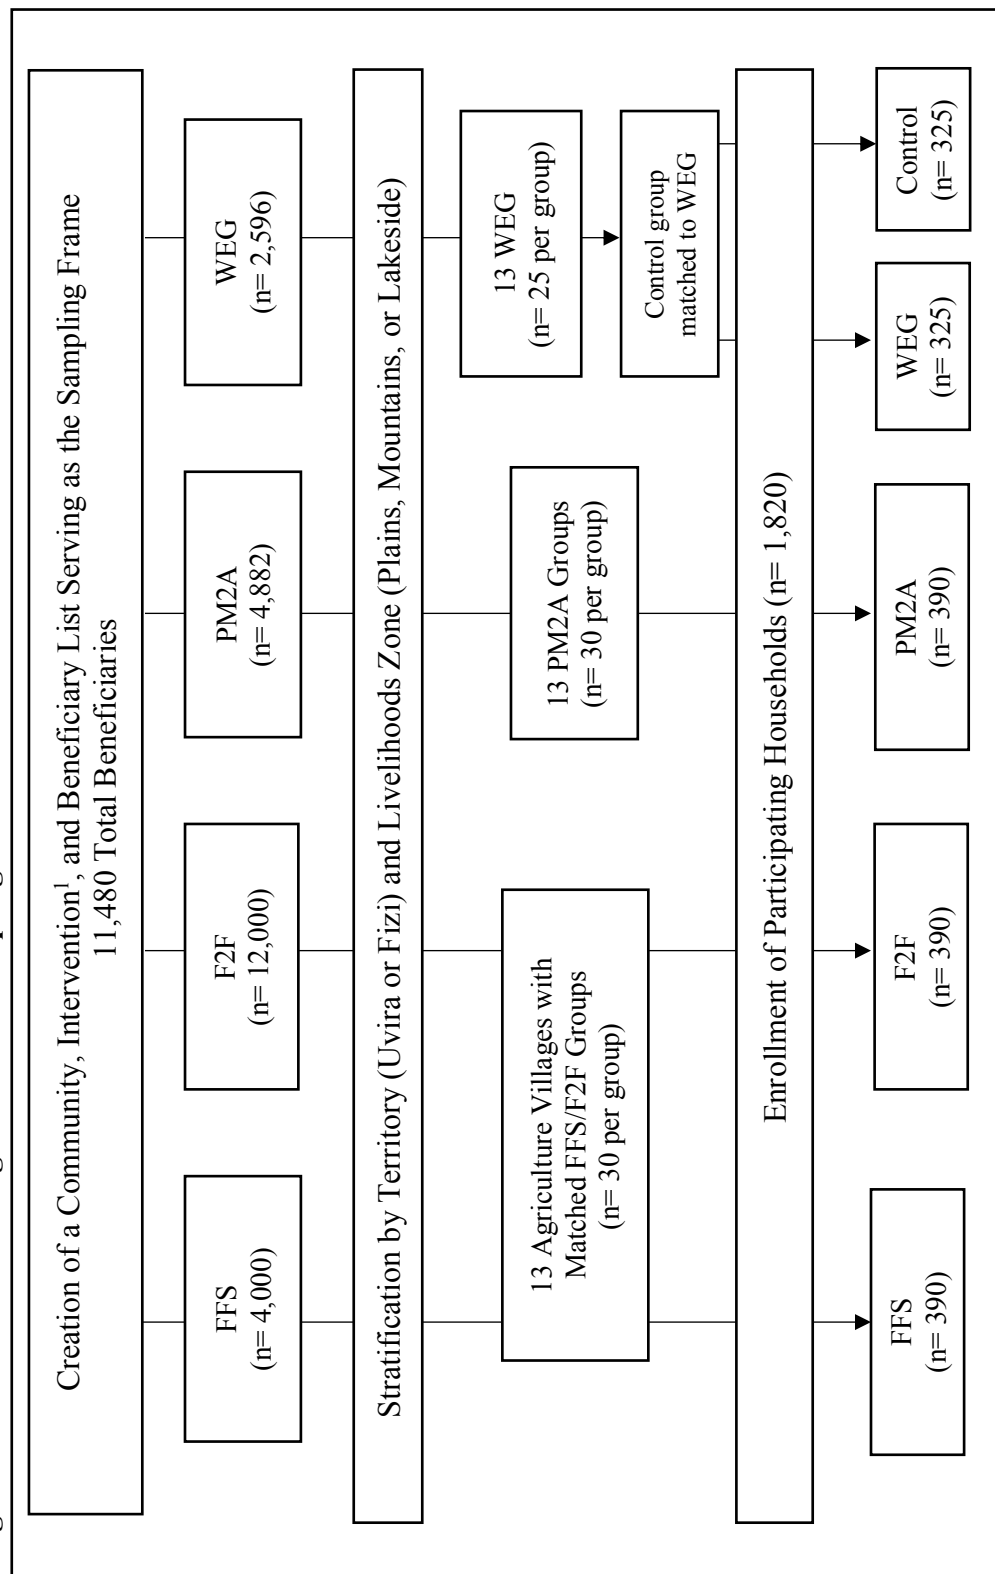 Creation of a Community, Intervention¹, and Beneficiary List Serving as the Sampling Frame
11,480 Total Beneficiaries
FFS
(n= 4,000)
F2F
(n= 12,000)
PM2A
(n= 4,882)
WEG
(n= 2,596)
Stratification by Territory (Uvira or Fizi) and Livelihoods Zone (Plains, Mountains, or Lakeside)
13 Agriculture Villages with
Matched FFS/F2F Groups
(n= 30 per group)
13 PM2A Groups
(n= 30 per group)
13 WEG
(n= 25 per group)
Control group
matched to WEG
Enrollment of Participating Households (n= 1,820)
FFS
(n= 390)
F2F
(n= 390)
PM2A
(n= 390)
WEG
(n= 325)
Control
(n= 325)